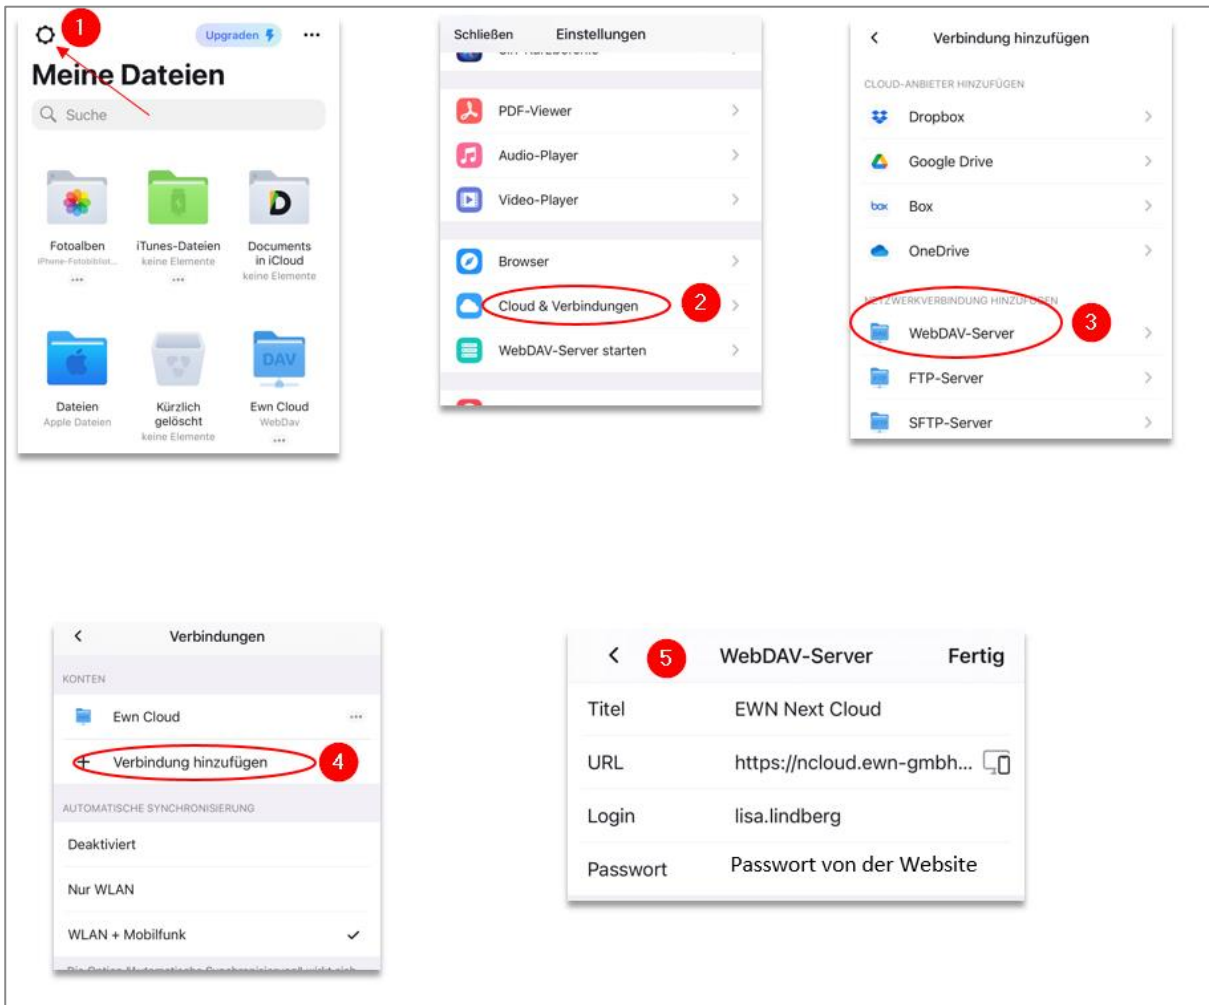 1
Upgraden
Meine Dateien
Suche
Fotoalben
iPhone-Fotobibliot...
iTunes-Dateien
keine Elemente
Documents
in iCloud
keine Elemente
D
DAV
Dateien
Apple Dateien
Kürzlich
gelöscht
keine Elemente
Ewn Cloud
WebDav
Schließen Einstellungen
PDF-Viewer
Audio-Player
Video-Player
Browser
Cloud & Verbindungen 2
WebDAV-Server starten
Verbindung hinzufügen
CLOUD-ANBIETER HINZUFÜGEN
Dropbox
Google Drive
box Box
OneDrive
NETZWERKVERBINDUNG HINZUFÜGEN
WebDAV-Server 3
FTP-Server
SFTP-Server
Verbindungen
KONTEN
Ewn Cloud
+ Verbindung hinzufügen 4
AUTOMATISCHE SYNCHRONISIERUNG
Deaktiviert
Nur WLAN
WLAN + Mobilfunk
5 WebDAV-Server Fertig
Titel EWN Next Cloud
URL https://ncloud.ewn-gmbh...
Login lisa.lindberg
Passwort Passwort von der Website